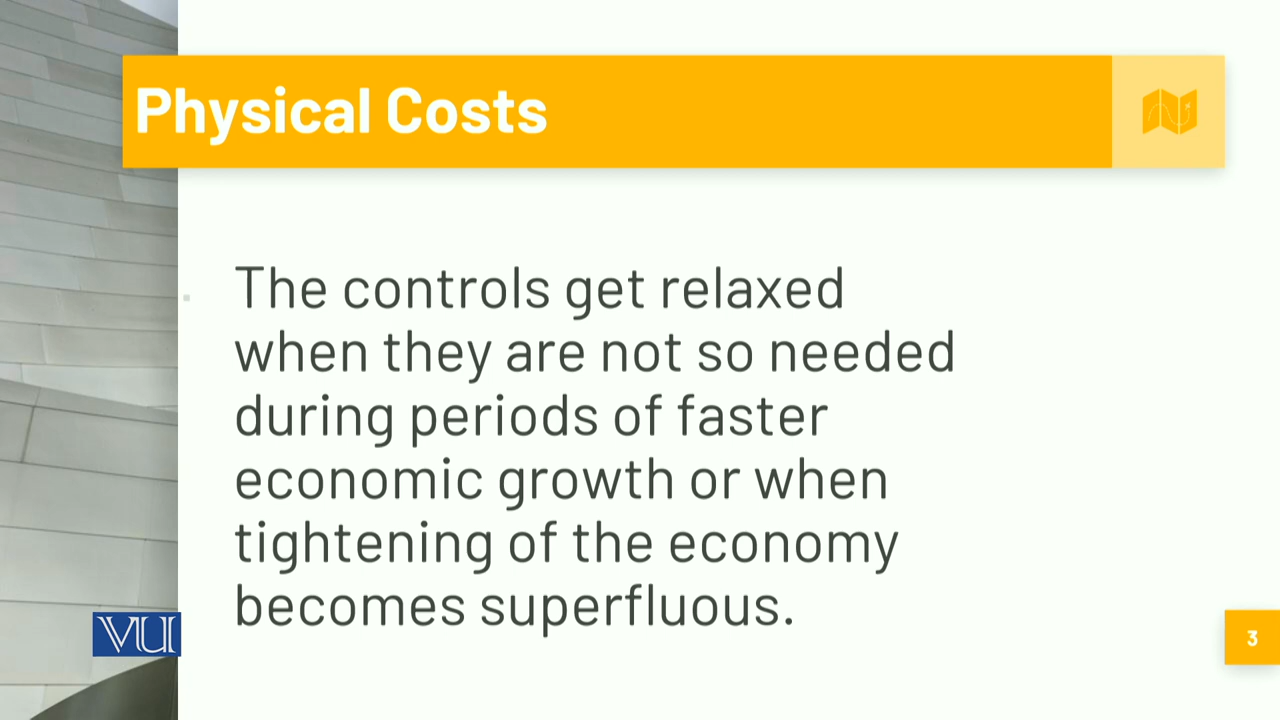 Physical Costs
The controls get relaxed
when they are not so needed
during periods of faster
economic growth or when
tightening of the economy
becomes superfluous.
VU
3